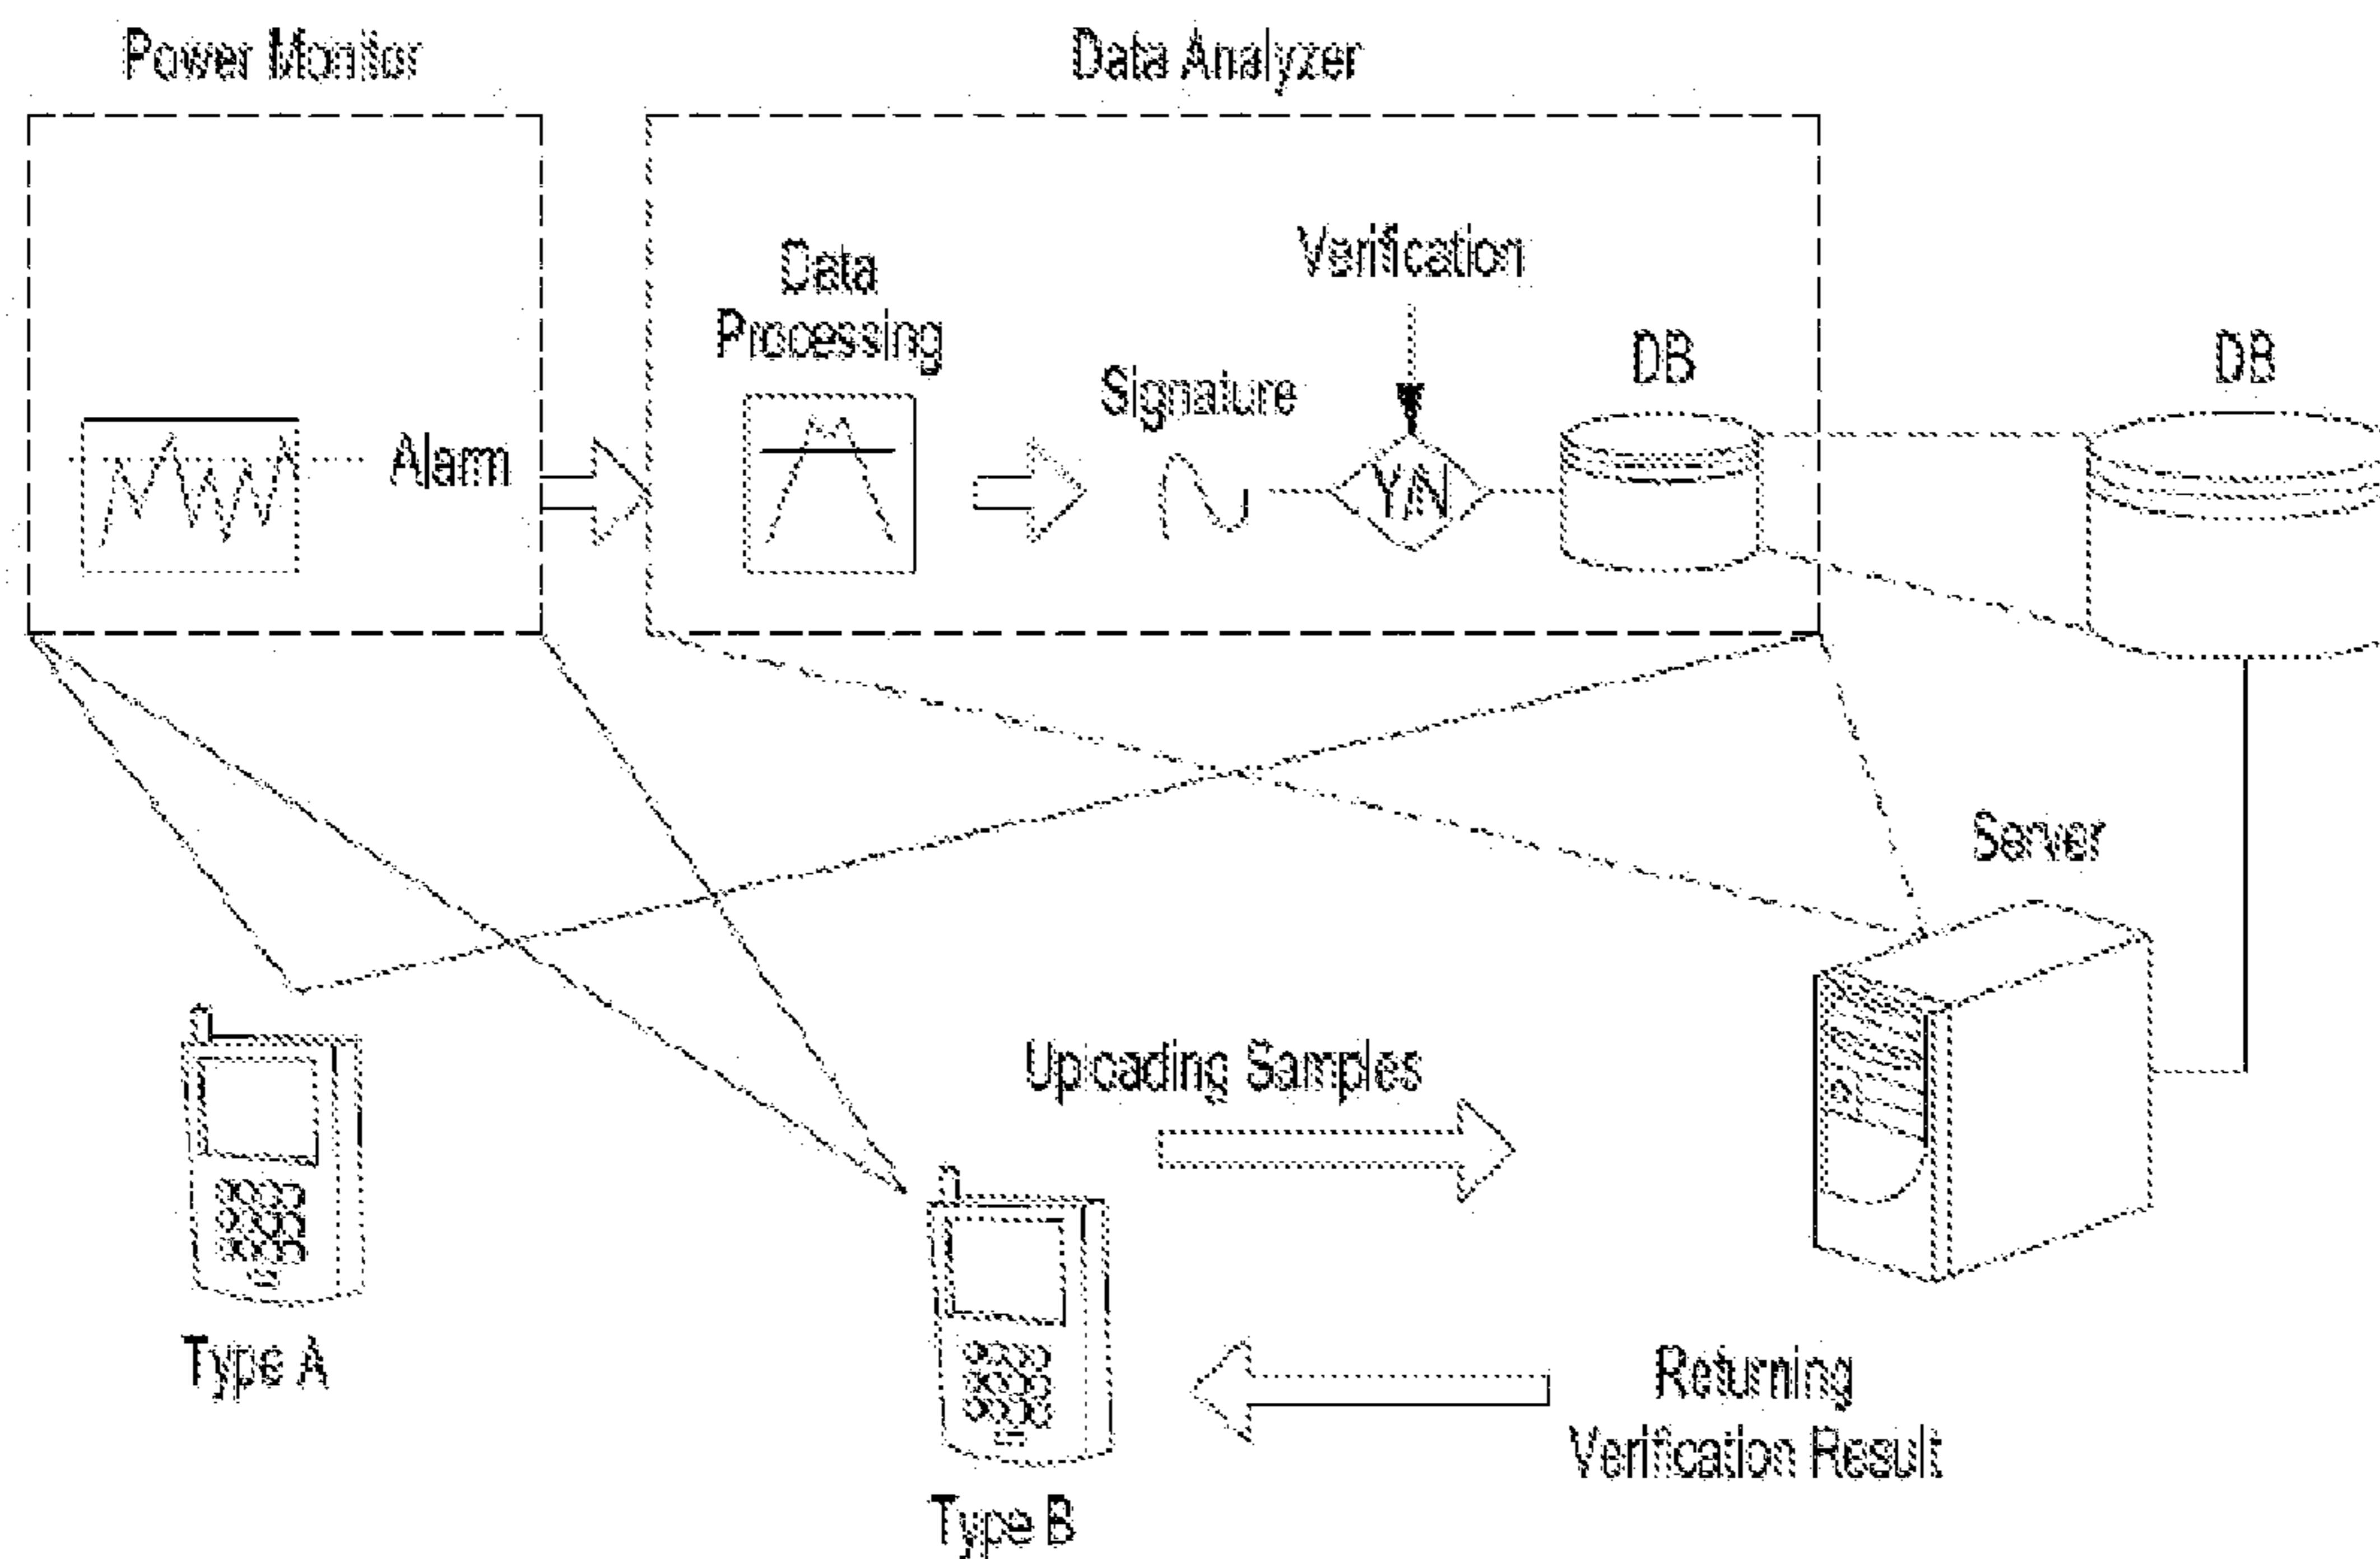 Power Monitor
Data Analyzer
Verification
Data
Processing
DB
DB
Signature
Alarm
Y/N
Server
Uploading Samples
Type A
Returning
Verification Result
Type B